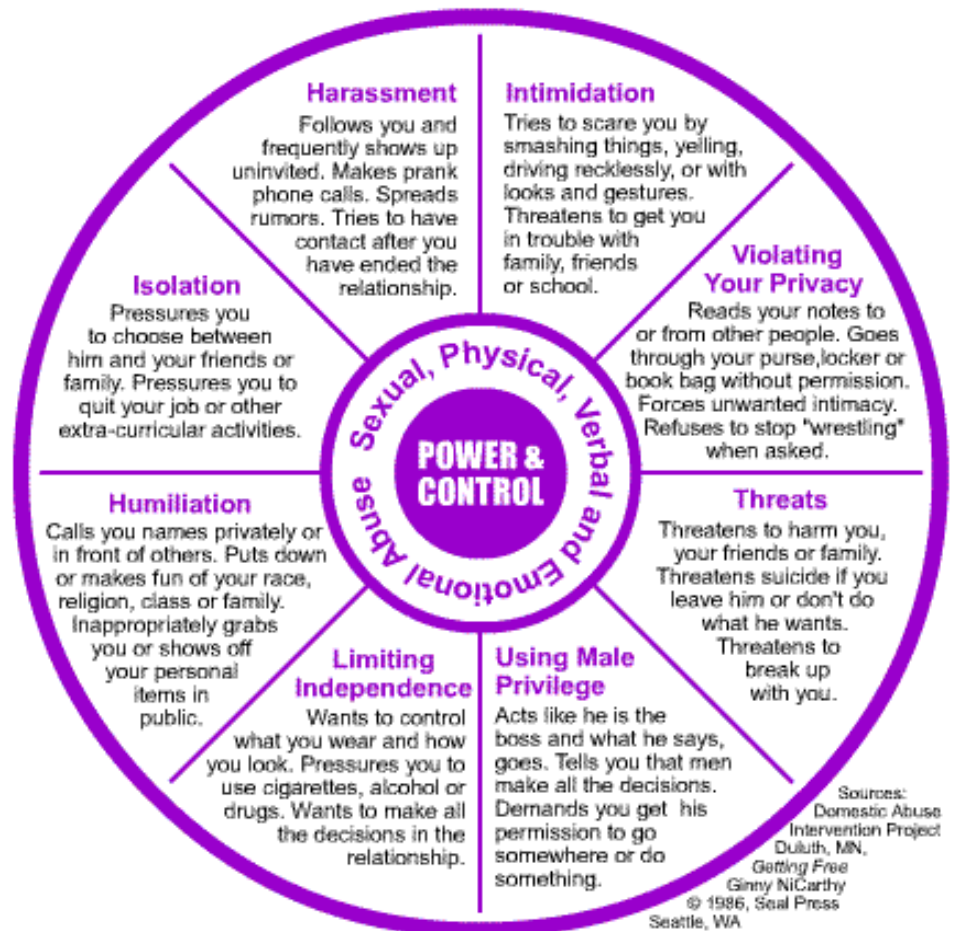 Harassment
Follows you and
frequently shows up
uninvited. Makes prank
phone calls. Spreads
rumors. Tries to have
contact after you
have ended the
relationship.
Intimidation
Tries to scare you by
smashing things, yelling,
driving recklessly, or with
looks and gestures.
Threatens to get you
in trouble with
family, friends
or school.
Violating
Your Privacy
Reads your notes to
or from other people. Goes
through your purse,locker or
book bag without permission.
Forces unwanted intimacy.
Refuses to stop "wrestling"
when asked.
Threats
Threatens to harm you,
your friends or family.
Threatens suicide if you
leave him or don't do
what he wants.
Threatens to
break up
with you.
Using Male
Privilege
Acts like he is the
boss and what he says,
goes. Tells you that men
make all the decisions.
Demands you get his
permission to go
somewhere or do
something.
Limiting
Independence
Wants to control
what you wear and how
you look. Pressures you to
use cigarettes, alcohol or
drugs. Wants to make all
the decisions in the
relationship.
Humiliation
Calls you names privately or
in front of others. Puts down
or makes fun of your race,
religion, class or family.
Inappropriately grabs
you or shows off
your personal
items in
public.
Isolation
Pressures you
to choose between
him and your friends or
family. Pressures you to
quit your job or other
extra-curricular activities.
Sexual, Physical, Verbal and Emotional Abuse
POWER &
CONTROL
Sources:
Domestic Abuse
Intervention Project
Duluth, MN,
Getting Free
Ginny NiCarthy
© 1986, Seal Press
Seattle, WA